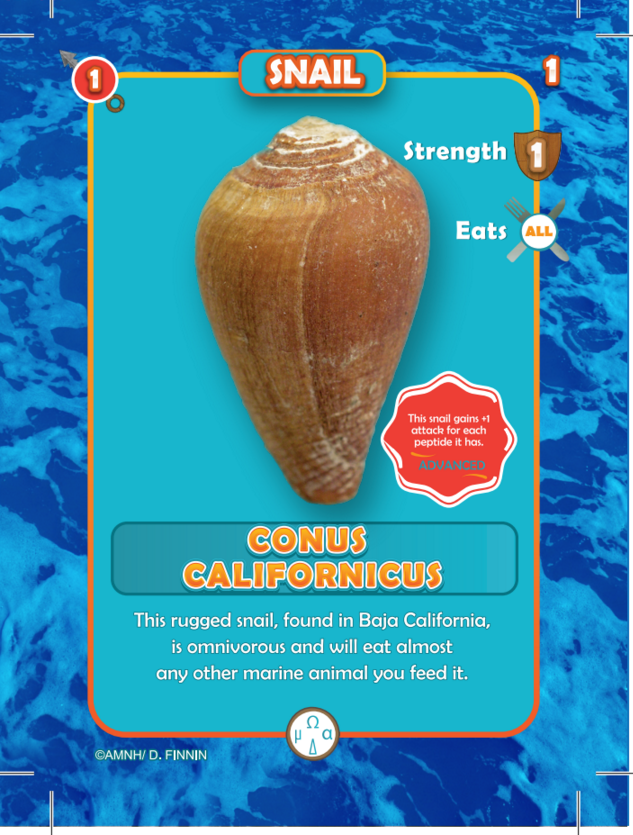 1
SNAIL
1
Strength 1
Eats ALL
This snail gains +1
attack for each
peptide it has.
ADVANCED
CONUS
CALIFORNICUS
This rugged snail, found in Baja California,
is omnivorous and will eat almost
any other marine animal you feed it.
Ω
μ α
Δ
©AMNH/ D. FINNIN